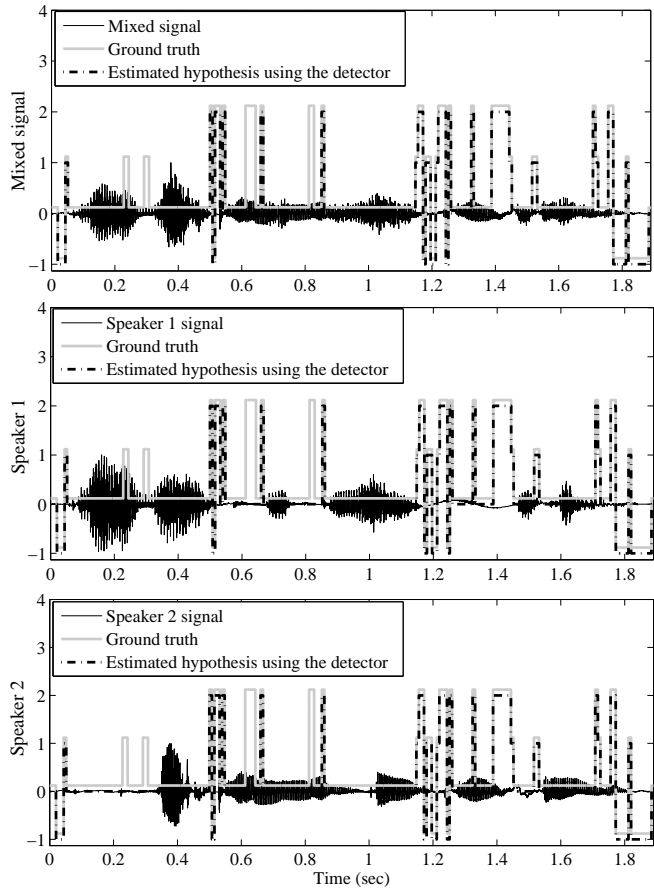 4
3
2
1
0
−1
Mixed signal
Mixed signal
Ground truth
Estimated hypothesis using the detector
0 0.2 0.4 0.6 0.8 1 1.2 1.4 1.6 1.8
4
3
2
1
0
−1
Speaker 1
Speaker 1 signal
Ground truth
Estimated hypothesis using the detector
0 0.2 0.4 0.6 0.8 1 1.2 1.4 1.6 1.8
4
3
2
1
0
−1
Speaker 2
Speaker 2 signal
Ground truth
Estimated hypothesis using the detector
0 0.2 0.4 0.6 0.8 1 1.2 1.4 1.6 1.8
Time (sec)